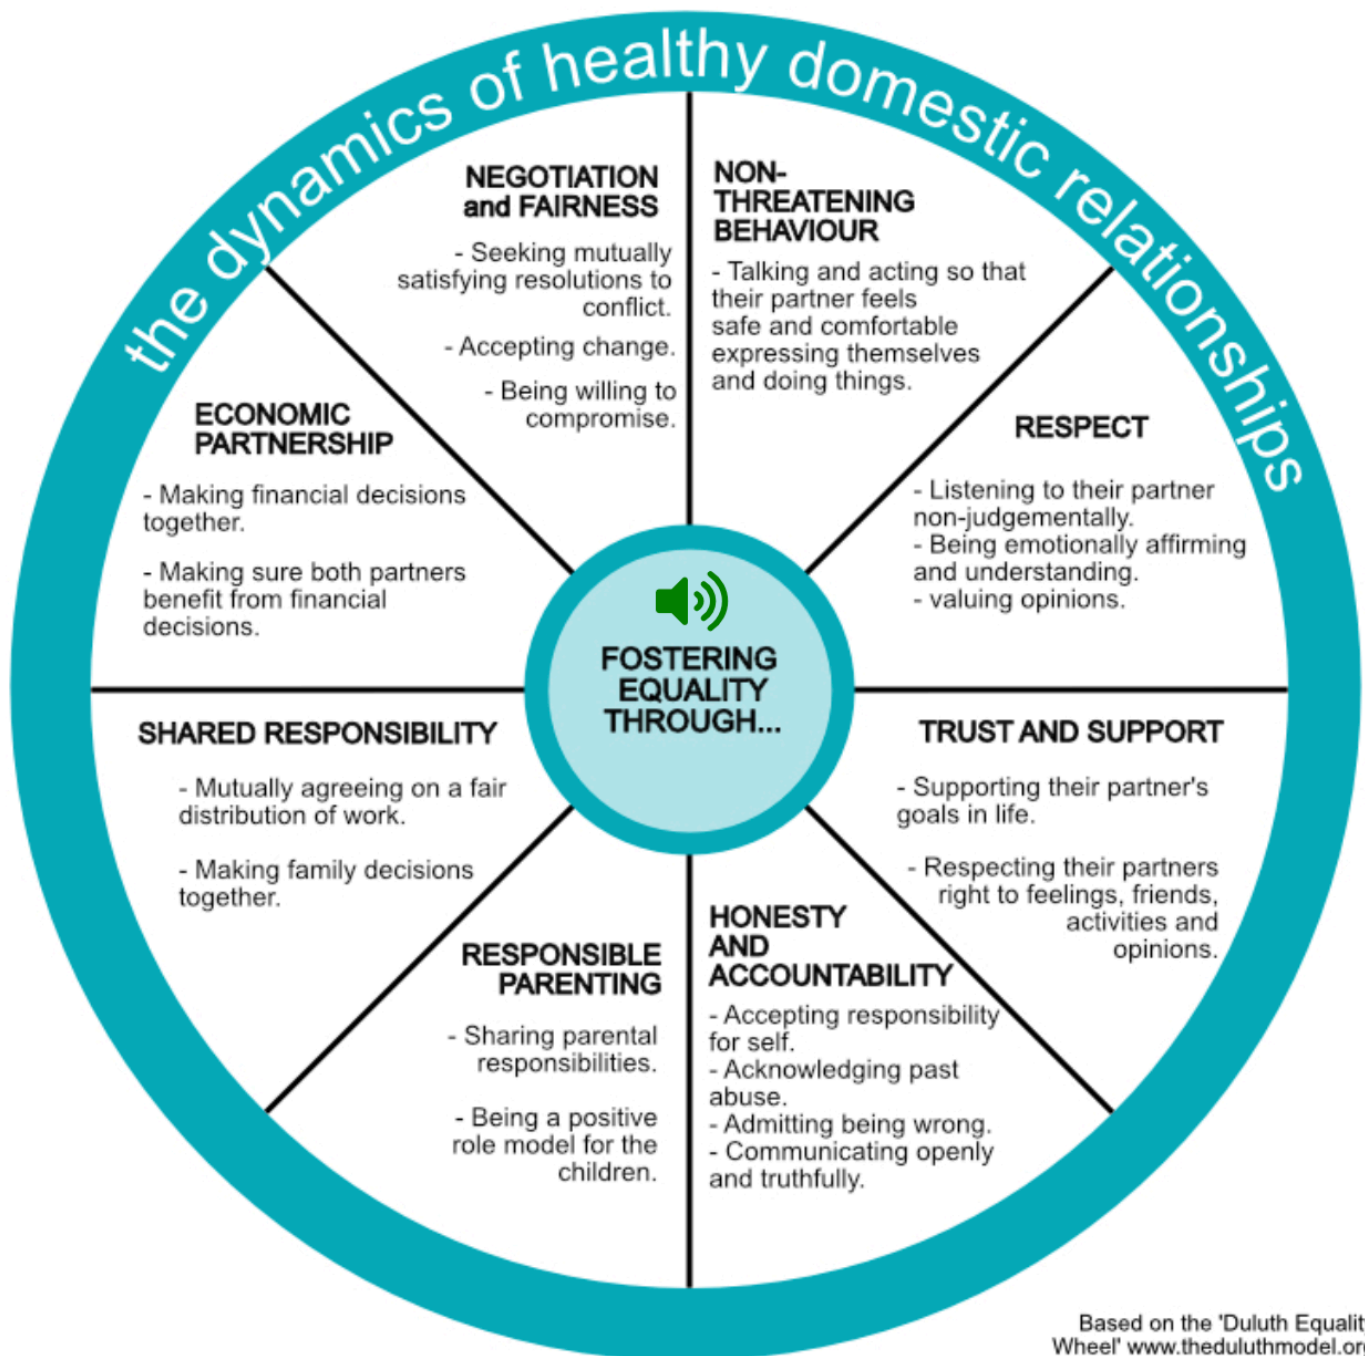 the dynamics of healthy domestic relationships
NEGOTIATION
and FAIRNESS
- Seeking mutually
satisfying resolutions to
conflict.
- Accepting change.
- Being willing to
compromise.
NON-
THREATENING
BEHAVIOUR
- Talking and acting so that
their partner feels
safe and comfortable
expressing themselves
and doing things.
RESPECT
- Listening to their partner
non-judgementally.
- Being emotionally affirming
and understanding.
- valuing opinions.
TRUST AND SUPPORT
- Supporting their partner's
goals in life.
- Respecting their partners
right to feelings, friends,
activities and
opinions.
HONESTY
AND
ACCOUNTABILITY
- Accepting responsibility
for self.
- Acknowledging past
abuse.
- Admitting being wrong.
- Communicating openly
and truthfully.
RESPONSIBLE
PARENTING
- Sharing parental
responsibilities.
- Being a positive
role model for the
children.
SHARED RESPONSIBILITY
- Mutually agreeing on a fair
distribution of work.
- Making family decisions
together.
ECONOMIC
PARTNERSHIP
- Making financial decisions
together.
- Making sure both partners
benefit from financial
decisions.
FOSTERING
EQUALITY
THROUGH...
Based on the 'Duluth Equality
Wheel' www.theduluthmodel.org